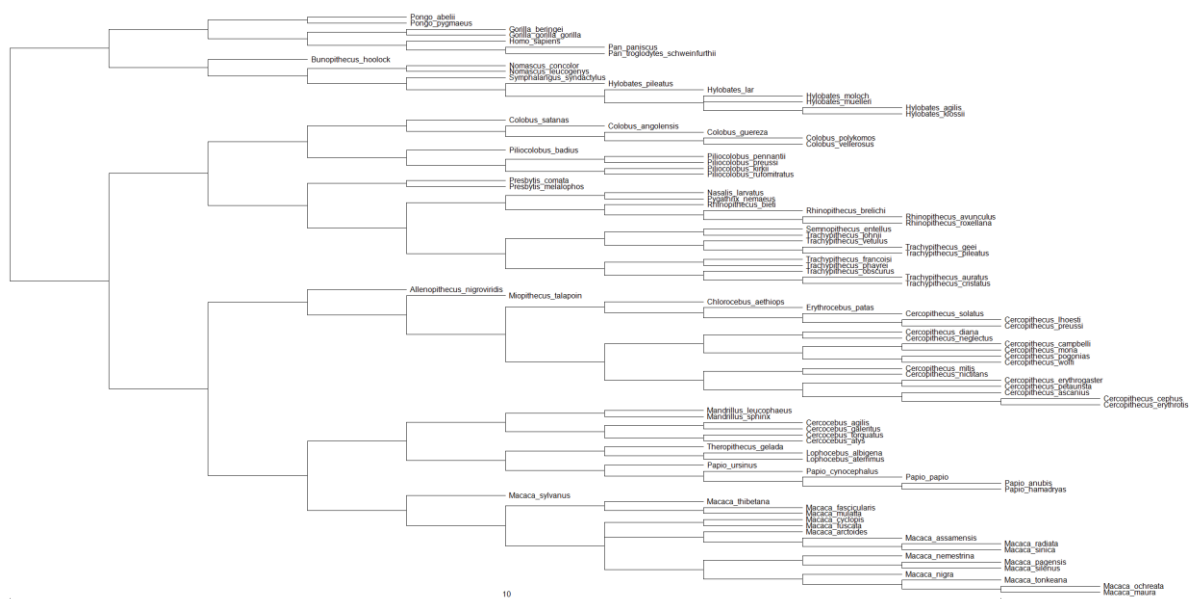 Pongo_abelii
Pongo_pygmaeus
Gorilla_beringei
Gorilla_gorilla_gorilla
Homo_sapiens
Pan_paniscus
Pan_troglodytes_schweinfurthii
Bunopithecus_hoolock
Nomascus_concolor
Nomascus_leucogenys
Symphalangus_syndactylus
Hylobates_pileatus
Hylobates_lar
Hylobates_moloch
Hylobates_muelleri
Hylobates_agilis
Hylobates_klossii
Colobus_satanas
Colobus_angolensis
Colobus_guereza
Colobus_polykomos
Colobus_vellerosus
Piliocolobus_badius
Piliocolobus_pennantii
Piliocolobus_preussi
Piliocolobus_kirkii
Piliocolobus_rufomitratus
Presbytis_comata
Presbytis_melalophos
Nasalis_larvatus
Pygathrix_nemaeus
Rhinopithecus_bieti
Rhinopithecus_brelichi
Rhinopithecus_avunculus
Rhinopithecus_roxellana
Semnopithecus_entellus
Trachypithecus_johnii
Trachypithecus_vetulus
Trachypithecus_geei
Trachypithecus_pileatus
Trachypithecus_francoisi
Trachypithecus_phayrei
Trachypithecus_obscurus
Trachypithecus_auratus
Trachypithecus_cristatus
Allenopithecus_nigroviridis
Miopithecus_talapoin
Chlorocebus_aethiops
Erythrocebus_patas
Cercopithecus_solatus
Cercopithecus_lhoesti
Cercopithecus_preussi
Cercopithecus_diana
Cercopithecus_neglectus
Cercopithecus_campbelli
Cercopithecus_mona
Cercopithecus_pogonias
Cercopithecus_wolfi
Cercopithecus_mitis
Cercopithecus_nictitans
Cercopithecus_erythrogaster
Cercopithecus_petaurista
Cercopithecus_ascanius
Cercopithecus_cephus
Cercopithecus_erythrotis
Mandrillus_leucophaeus
Mandrillus_sphinx
Cercocebus_agilis
Cercocebus_galeritus
Cercocebus_torquatus
Cercocebus_atys
Theropithecus_gelada
Lophocebus_albigena
Lophocebus_aterrimus
Papio_ursinus
Papio_cynocephalus
Papio_papio
Papio_anubis
Papio_hamadryas
Macaca_sylvanus
Macaca_thibetana
Macaca_fascicularis
Macaca_mulatta
Macaca_cyclopis
Macaca_fuscata
Macaca_arctoides
Macaca_assamensis
Macaca_radiata
Macaca_sinica
Macaca_nemestrina
Macaca_pagensis
Macaca_silenus
Macaca_nigra
Macaca_tonkeana
Macaca_ochreata
Macaca_maura
10